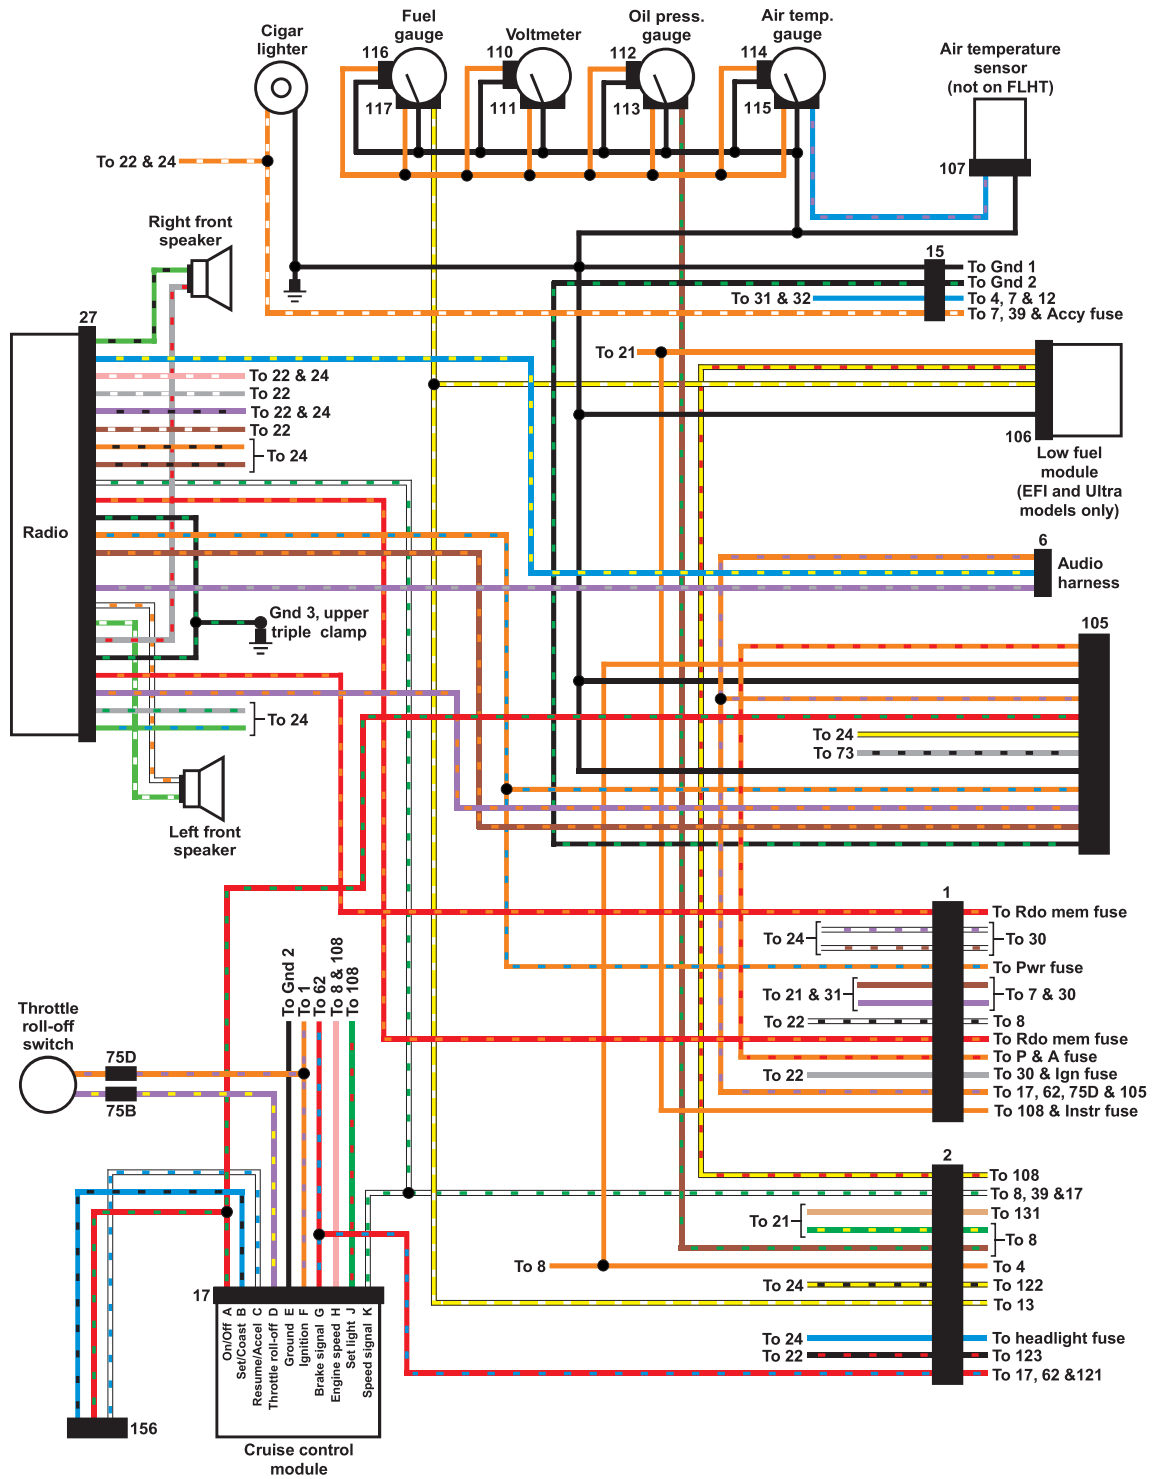 Cigar
lighter
Fuel
gauge
116
117
Voltmeter
110
111
Oil press.
gauge
112
113
Air temp.
gauge
114
115
Air temperature
sensor
(not on FLHT)
107
To 22 & 24
Right front
speaker
15
To Gnd 1
To Gnd 2
To 31 & 32
To 4, 7 & 12
To 7, 39 & Accy fuse
27
To 21
To 22 & 24
To 22
To 22 & 24
To 22
To 24
106
Low fuel
module
(EFI and Ultra
models only)
Radio
6
Audio
harness
Gnd 3, upper
triple clamp
105
To 24
To 24
To 73
Left front
speaker
1
To Rdo mem fuse
To 24
To 30
To Pwr fuse
To 21 & 31
To 7 & 30
To 22
To 8
To Rdo mem fuse
To P & A fuse
To 22
To 30 & Ign fuse
To 17, 62, 75D & 105
To 108 & Instr fuse
To Gnd 2
To 1
To 62
To 8 & 108
To 108
Throttle
roll-off
switch
75D
75B
2
To 108
To 8, 39 &17
To 131
To 21
To 8
To 8
To 4
To 24
To 122
To 13
To 24
To headlight fuse
To 22
To 123
To 17, 62 &121
17
On/Off A
Set/Coast B
Resume/Accel C
Throttle roll-off D
Ground E
Ignition F
Brake signal G
Engine speed H
Set light J
Speed signal K
156
Cruise control
module